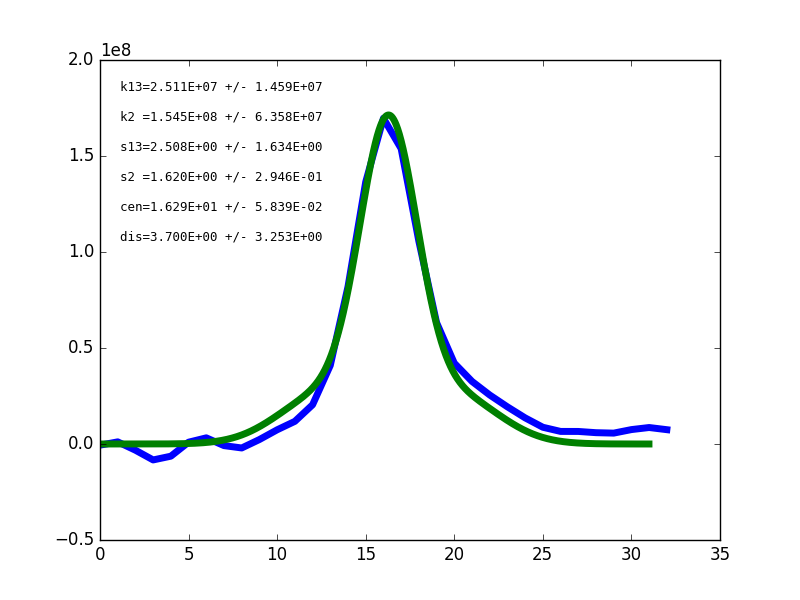 1e8
2.0
k13=2.511E+07 +/- 1.459E+07
k2 =1.545E+08 +/- 6.358E+07
1.5
s13=2.508E+00 +/- 1.634E+00
s2 =1.620E+00 +/- 2.946E-01
cen=1.629E+01 +/- 5.839E-02
dis=3.700E+00 +/- 3.253E+00
1.0
0.5
0.0
−0.5
0 5 10 15 20 25 30 35